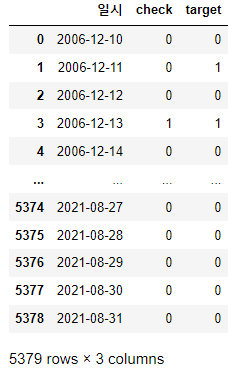 일시 check target
0 2006-12-10 0 0
1 2006-12-11 0 1
2 2006-12-12 0 0
3 2006-12-13 1 1
4 2006-12-14 0 0
... ... ... ...
5374 2021-08-27 0 0
5375 2021-08-28 0 0
5376 2021-08-29 0 0
5377 2021-08-30 0 0
5378 2021-08-31 0 0
5379 rows × 3 columns